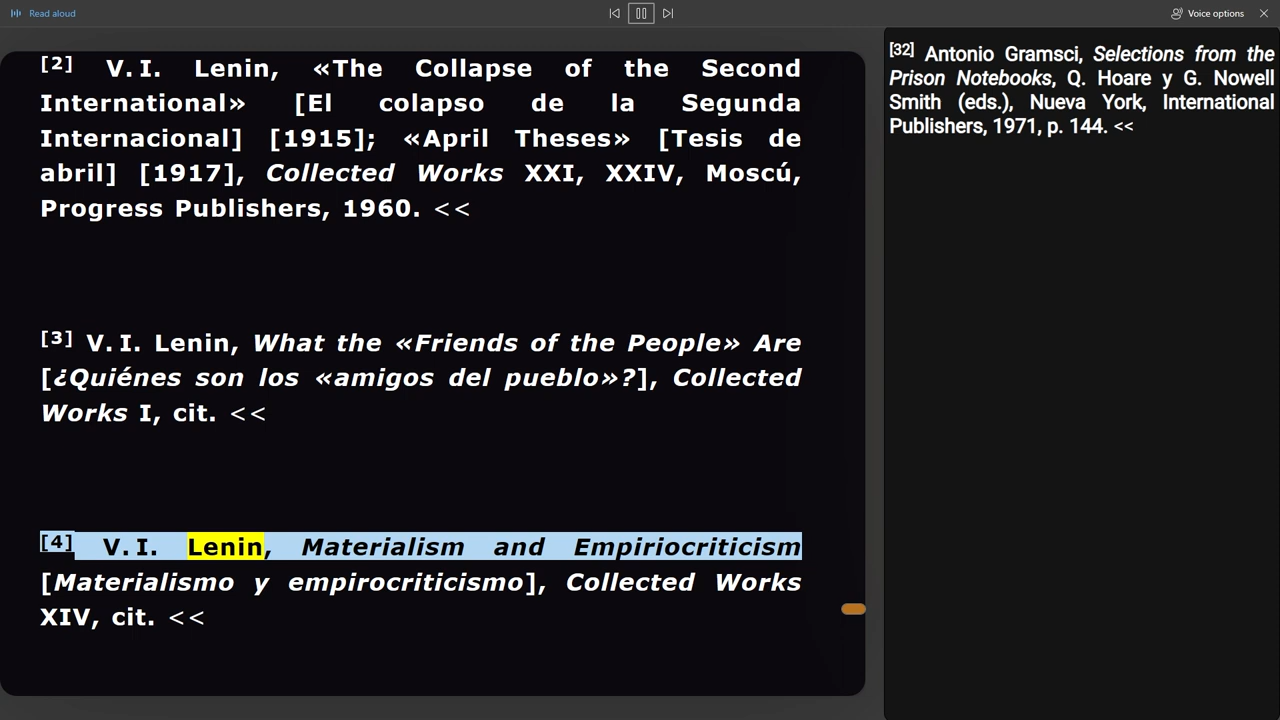 Read aloud
Voice options
[2] V. I. Lenin, «The Collapse of the Second
International» [El colapso de la Segunda
Internacional] [1915]; «April Theses» [Tesis de
abril] [1917], Collected Works XXI, XXIV, Moscú,
Progress Publishers, 1960. <<
[3] V. I. Lenin, What the «Friends of the People» Are
[¿Quiénes son los «amigos del pueblo»?], Collected
Works I, cit. <<
[4] V. I. Lenin, Materialism and Empiriocriticism
[Materialismo y empirocriticismo], Collected Works
XIV, cit. <<
[32] Antonio Gramsci, Selections from the
Prison Notebooks, Q. Hoare y G. Nowell
Smith (eds.), Nueva York, International
Publishers, 1971, p. 144. <<